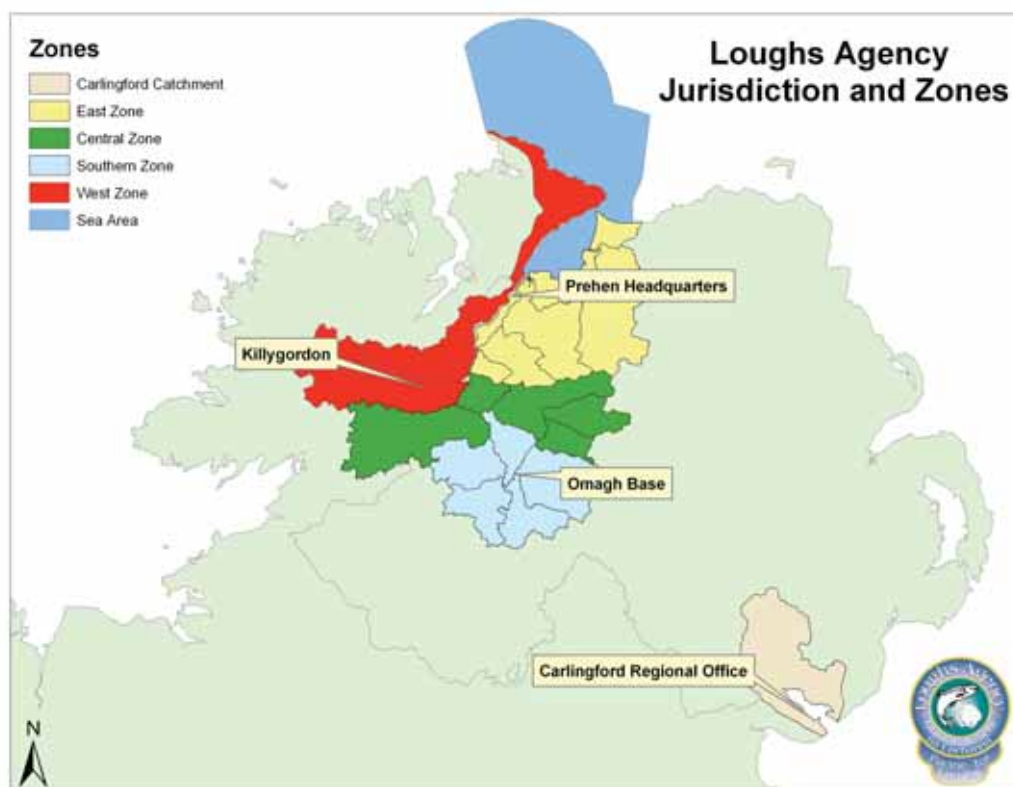 Zones
Carlingford Catchment
East Zone
Central Zone
Southern Zone
West Zone
Sea Area
Loughs Agency
Jurisdiction and Zones
Prehen Headquarters
Killygordon
Omagh Base
Carlingford Regional Office
N
Loughs Agency